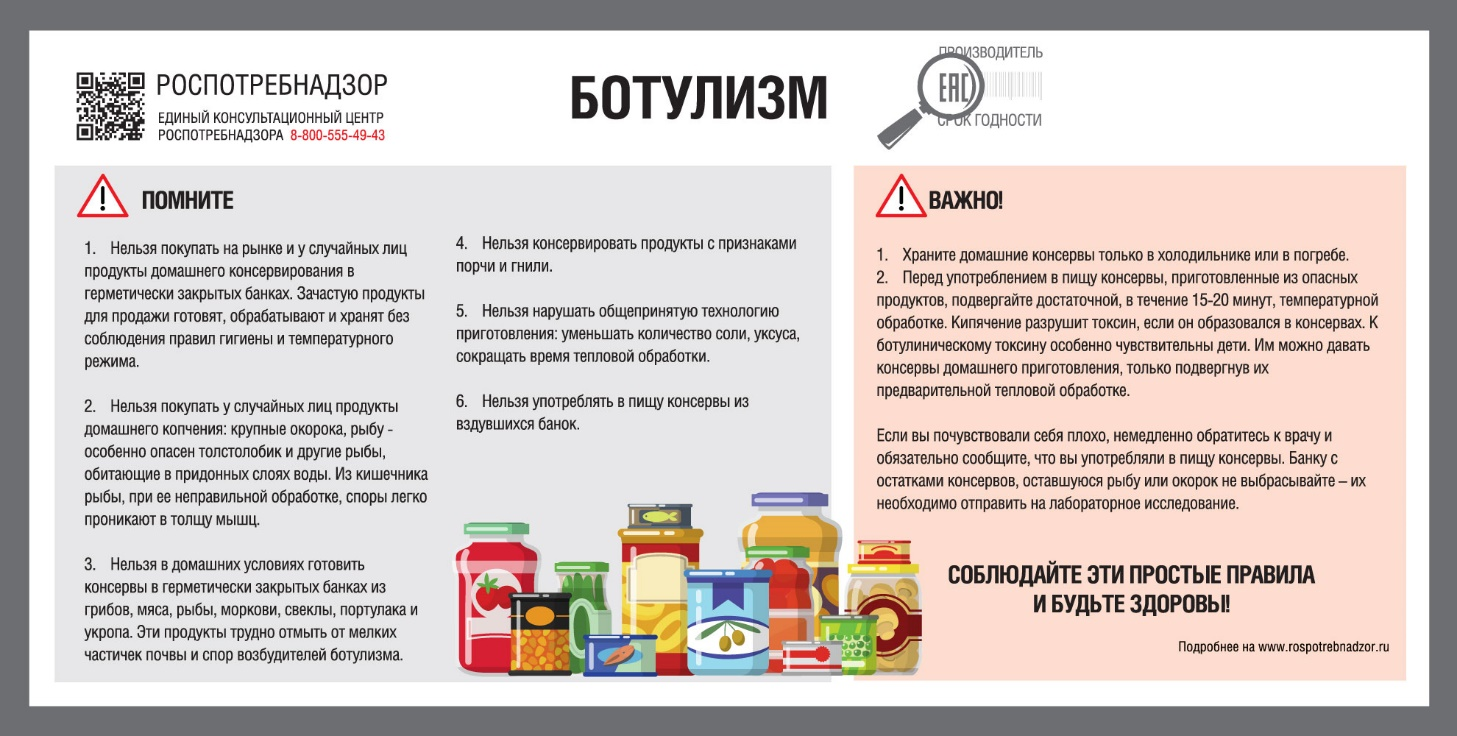 РОСПОТРЕБНАДЗОР
ЕДИНЫЙ КОНСУЛЬТАЦИОННЫЙ ЦЕНТР
РОСПОТРЕБНАДЗОРА 8-800-555-49-43
БОТУЛИЗМ
ПРОИЗВОДИТЕЛЬ
EAC
СРОК ГОДНОСТИ
ПОМНИТЕ
1. Нельзя покупать на рынке и у случайных лиц
продукты домашнего консервирования в
герметически закрытых банках. Зачастую продукты
для продажи готовят, обрабатывают и хранят без
соблюдения правил гигиены и температурного
режима.
2. Нельзя покупать у случайных лиц продукты
домашнего копчения: крупные окорока, рыбу -
особенно опасен толстолобик и другие рыбы,
обитающие в придонных слоях воды. Из кишечника
рыбы, при ее неправильной обработке, споры легко
проникают в толщу мышц.
3. Нельзя в домашних условиях готовить
консервы в герметически закрытых банках из
грибов, мяса, рыбы, моркови, свеклы, портулака и
укропа. Эти продукты трудно отмыть от мелких
частичек почвы и спор возбудителей ботулизма.
4. Нельзя консервировать продукты с признаками
порчи и гнили.
5. Нельзя нарушать общепринятую технологию
приготовления: уменьшать количество соли, уксуса,
сокращать время тепловой обработки.
6. Нельзя употреблять в пищу консервы из
вздувшихся банок.
ВАЖНО!
1. Храните домашние консервы только в холодильнике или в погребе.
2. Перед употреблением в пищу консервы, приготовленные из опасных
продуктов, подвергайте достаточной, в течение 15-20 минут, температурной
обработке. Кипячение разрушит токсин, если он образовался в консервах. К
ботулиническому токсину особенно чувствительны дети. Им можно давать
консервы домашнего приготовления, только подвергнув их
предварительной тепловой обработке.
Если вы почувствовали себя плохо, немедленно обратитесь к врачу и
обязательно сообщите, что вы употребляли в пищу консервы. Банку с
остатками консервов, оставшуюся рыбу или окорок не выбрасывайте – их
необходимо отправить на лабораторное исследование.
СОБЛЮДАЙТЕ ЭТИ ПРОСТЫЕ ПРАВИЛА
И БУДЬТЕ ЗДОРОВЫ!
Подробнее на www.rospotrebnadzor.ru